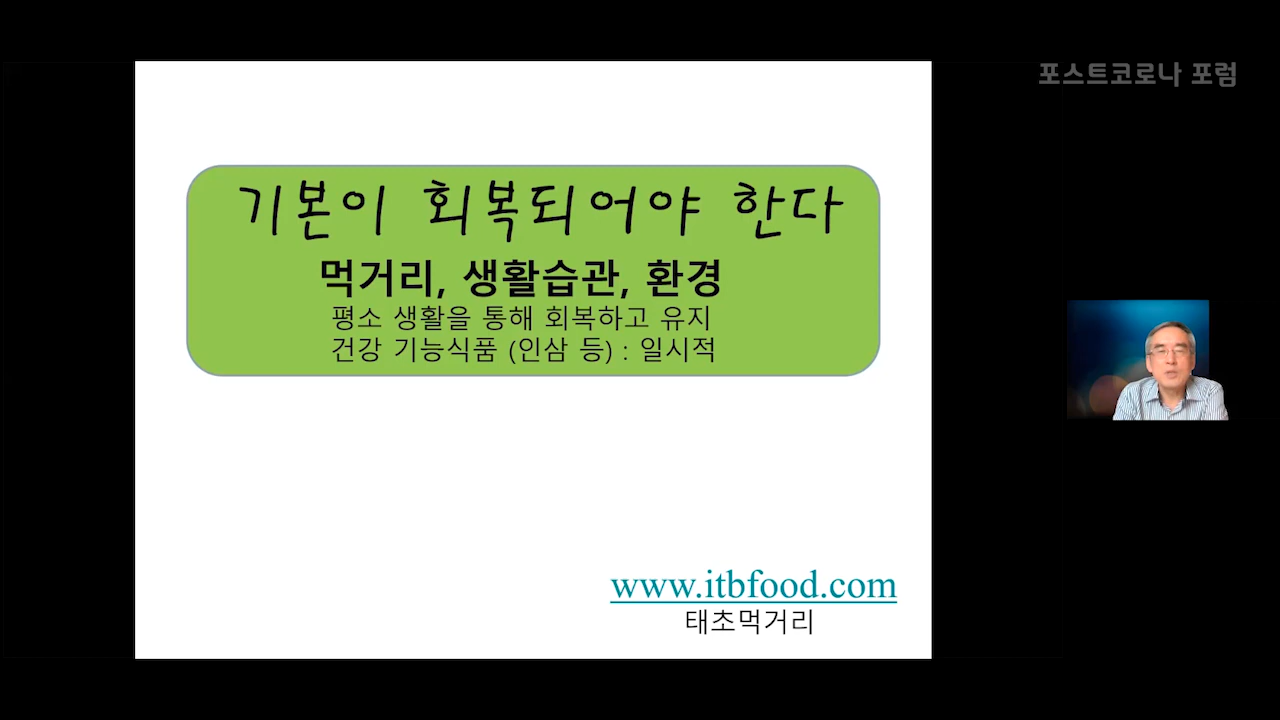 포스트코로나 포럼
기본이 회복되어야 한다
먹거리, 생활습관, 환경
평소 생활을 통해 회복하고 유지
건강 기능식품 (인삼 등) : 일시적
www.itbfood.com
태초먹거리